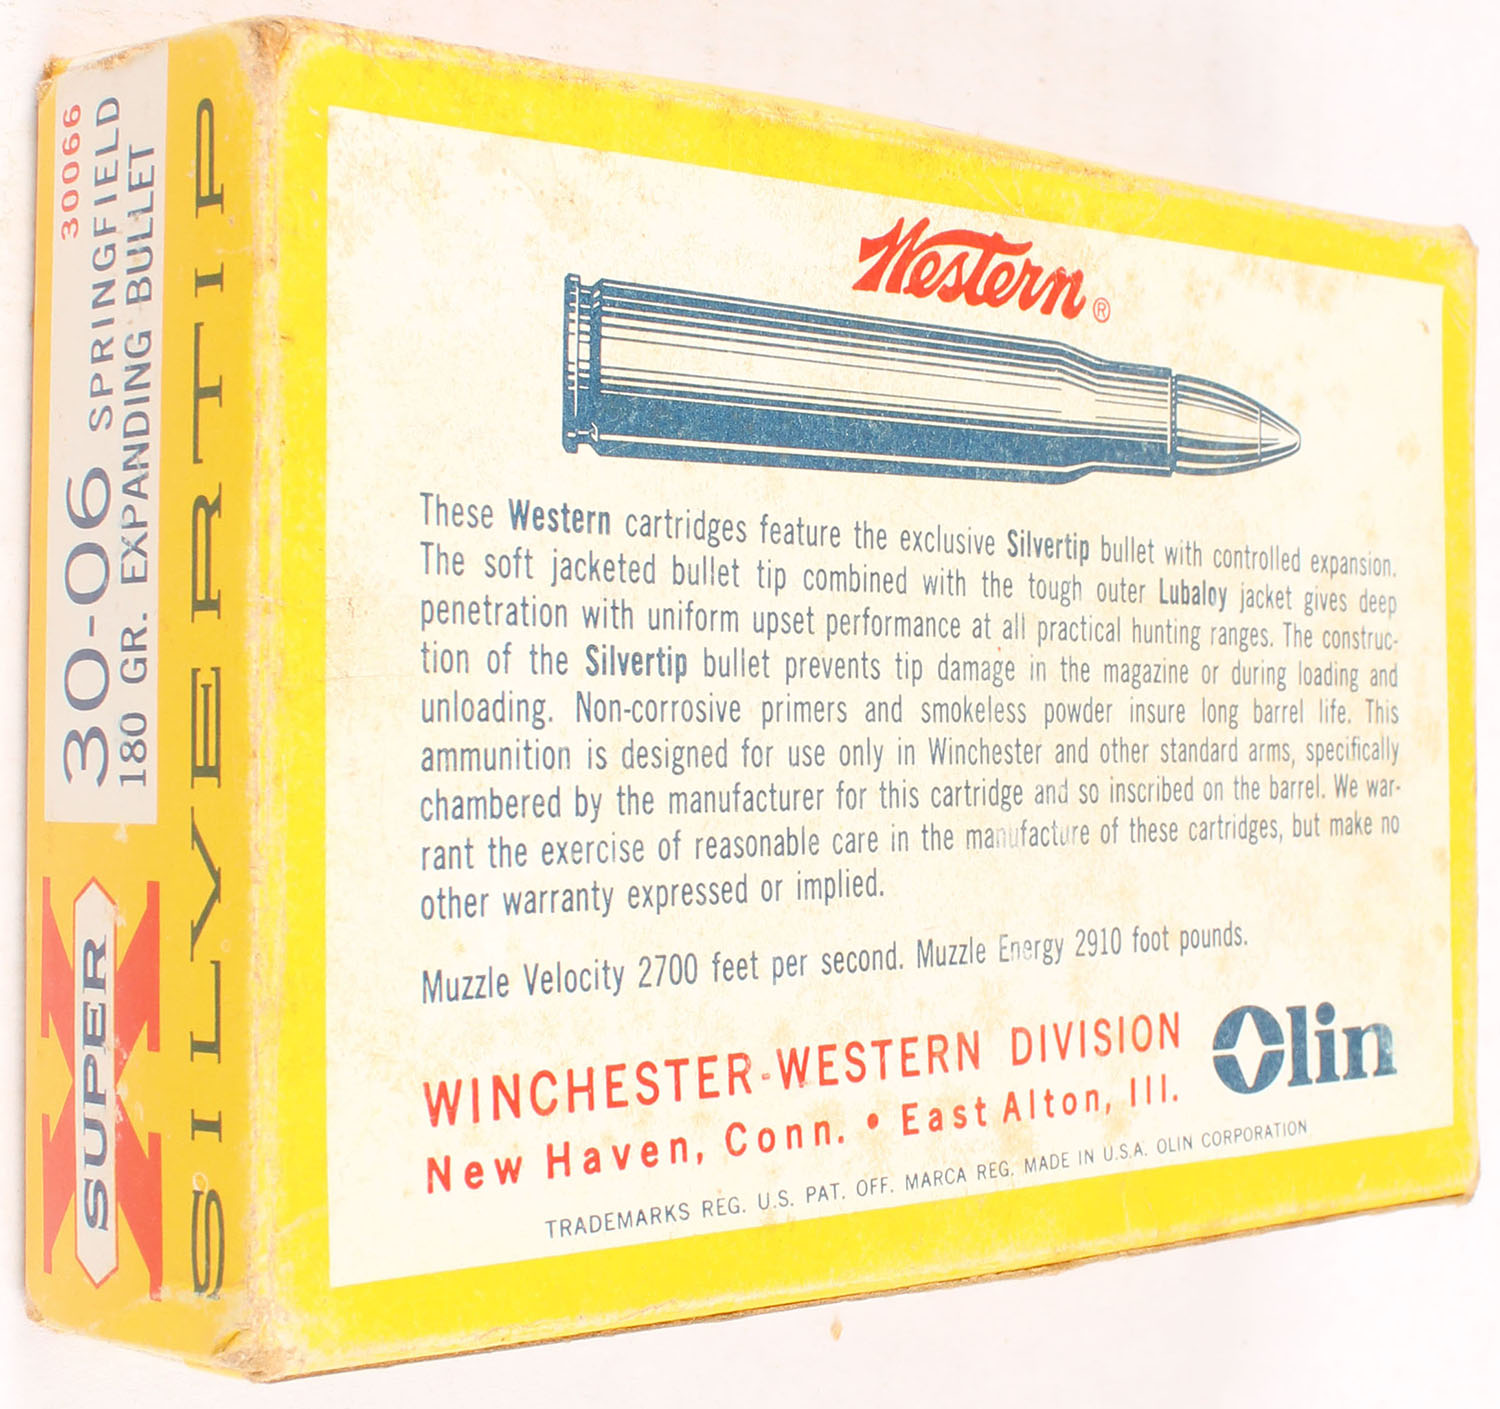 30066
30-06 SPRINGFIELD
180 GR. EXPANDING BULLET
SUPER X
SILVERTIP
Western®
These Western cartridges feature the exclusive Silvertip bullet with controlled expansion.
The soft jacketed bullet tip combined with the tough outer Lubaloy jacket gives deep
penetration with uniform upset performance at all practical hunting ranges. The construc-
tion of the Silvertip bullet prevents tip damage in the magazine or during loading and
unloading. Non-corrosive primers and smokeless powder insure long barrel life. This
ammunition is designed for use only in Winchester and other standard arms, specifically
chambered by the manufacturer for this cartridge and so inscribed on the barrel. We war-
rant the exercise of reasonable care in the manufacture of these cartridges, but make no
other warranty expressed or implied.
Muzzle Velocity 2700 feet per second. Muzzle Energy 2910 foot pounds.
WINCHESTER-WESTERN DIVISION
New Haven, Conn. • East Alton, Ill.
Olin
TRADEMARKS REG. U.S. PAT. OFF. MARCA REG. MADE IN U.S.A. OLIN CORPORATION